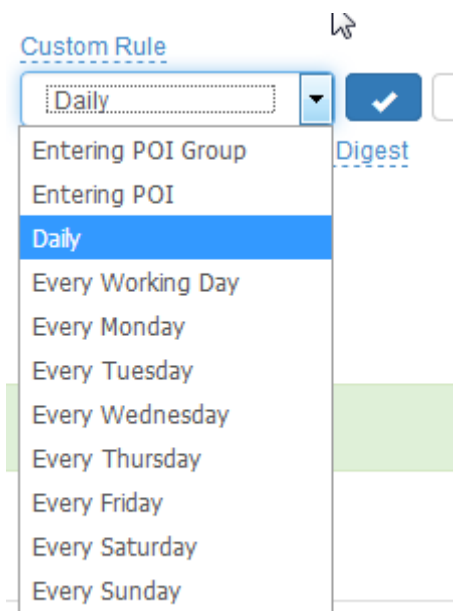 Custom Rule
Daily
Entering POI Group
Digest
Entering POI
Daily
Every Working Day
Every Monday
Every Tuesday
Every Wednesday
Every Thursday
Every Friday
Every Saturday
Every Sunday